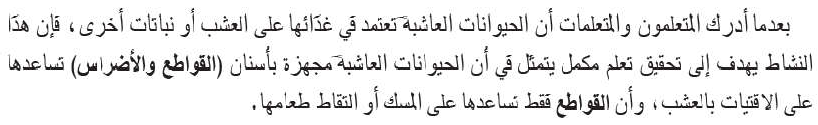 بعدما أدرك المتعلمون والمتعلمات أن الحيوانات العاشبة تعتمد في غذائها على العشب أو نباتات أخرى، فإن هذا
النشاط يهدف إلى تحقيق تعلم مكمل يتمثل في أن الحيوانات العاشبة مجهزة بأسنان (القواطع والأضراس) تساعدها
على الاقتيات بالعشب، وأن القواطع فقط تساعدها على المسك أو التقاط طعامها.